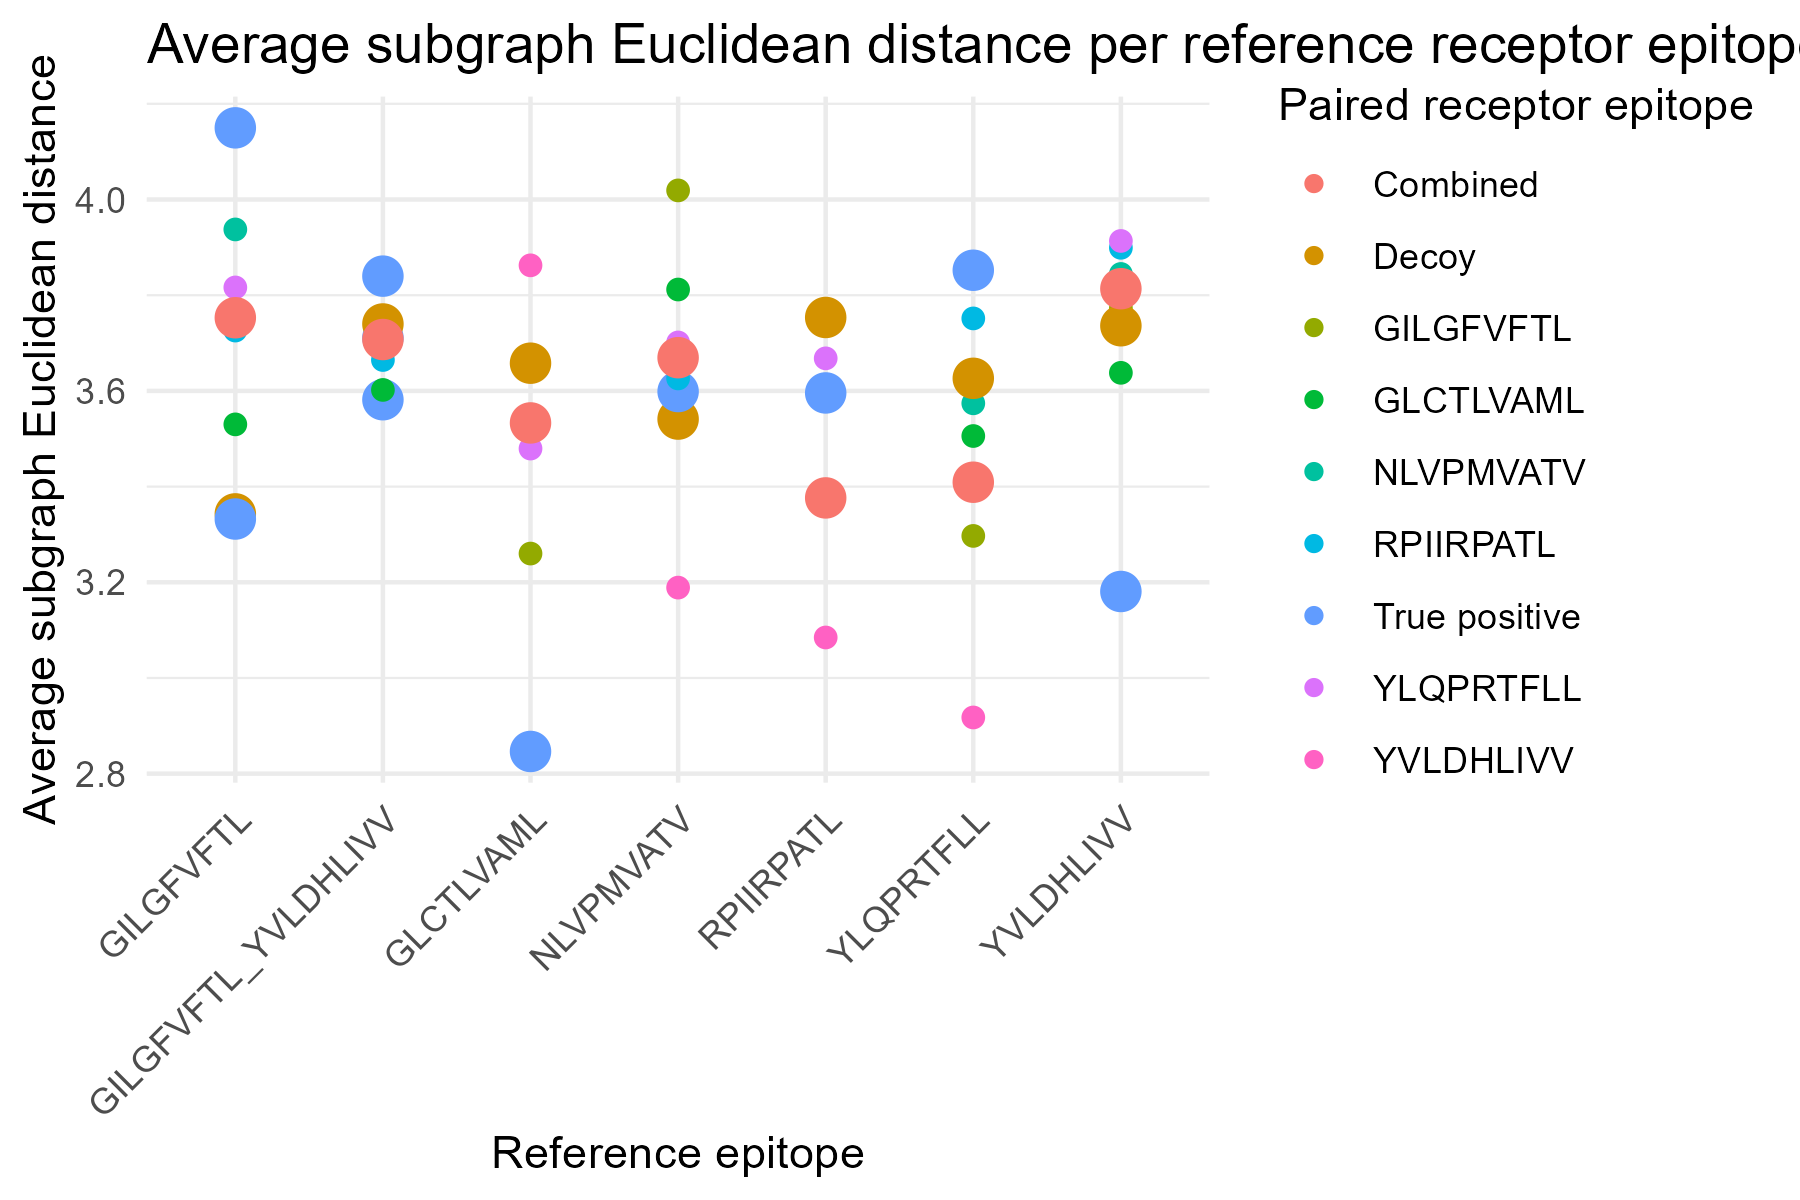 Average subgraph Euclidean distance per reference receptor epitope
Average subgraph Euclidean distance
4.0
3.6
3.2
2.8
GILGFVFTL
GILGFVFTL_YVLDHLIVV
GLCTLVAML
NLVPMVATV
RPIIRPATL
YLQPRTFLL
YVLDHLIVV
Reference epitope
Paired receptor epitope
Combined
Decoy
GILGFVFTL
GLCTLVAML
NLVPMVATV
RPIIRPATL
True positive
YLQPRTFLL
YVLDHLIVV